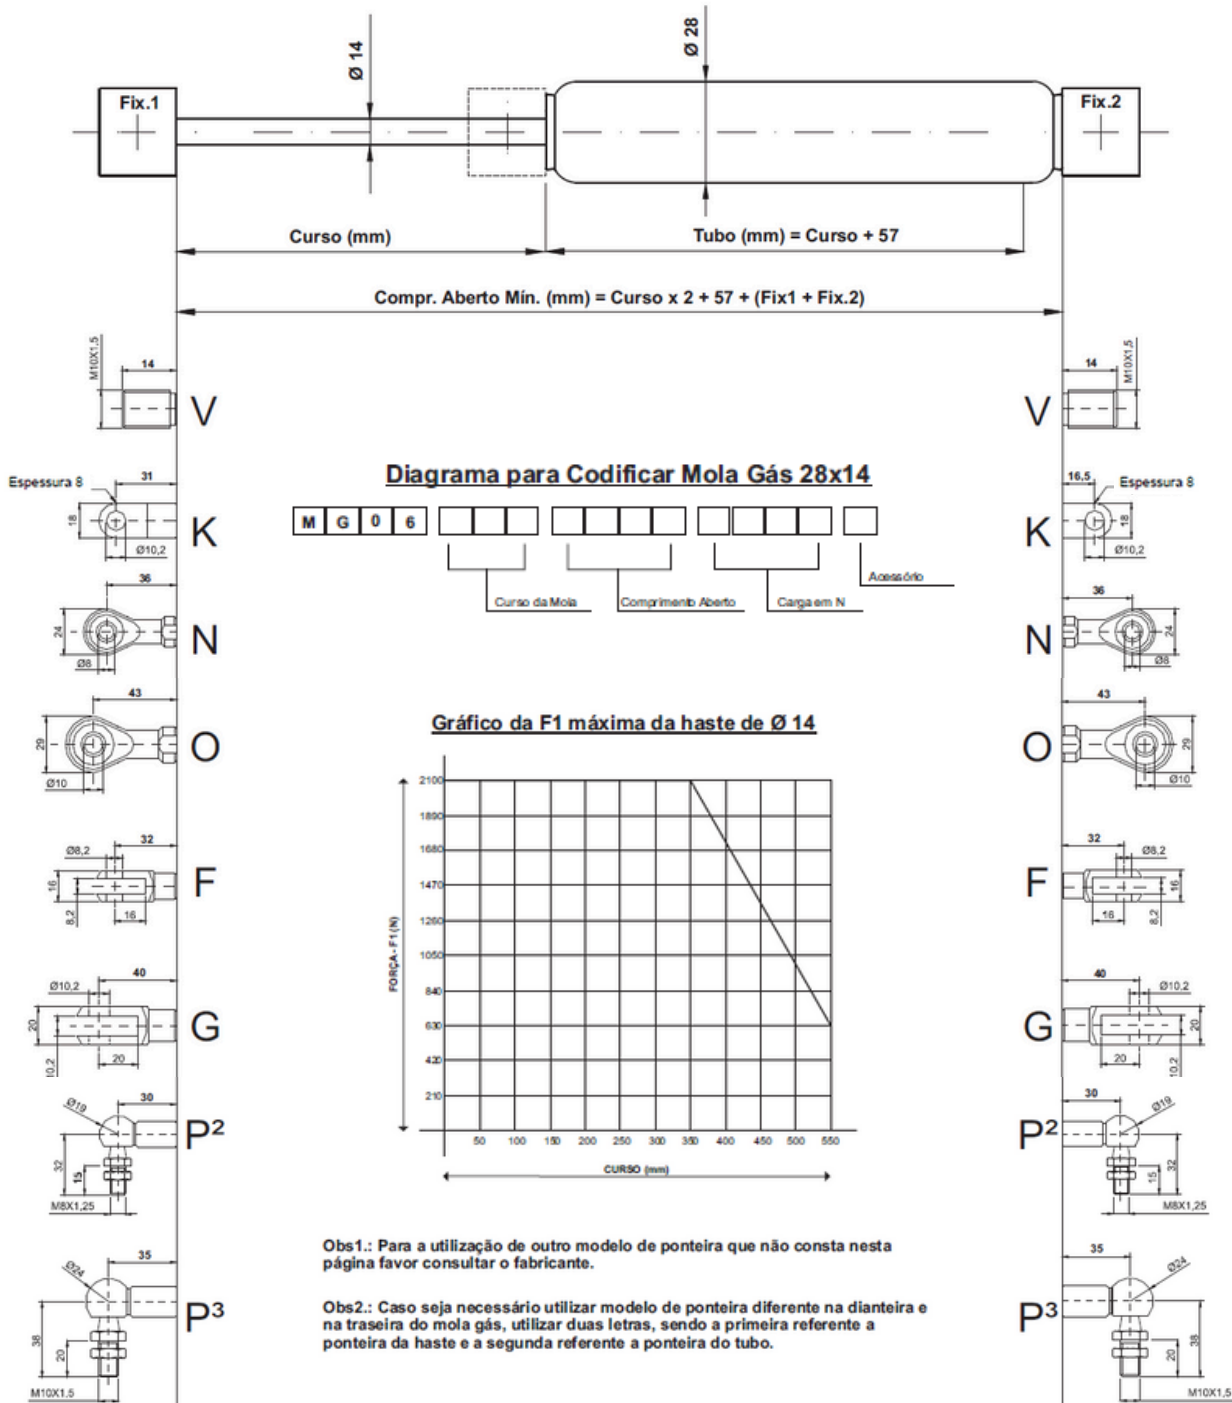 Ø 14
Ø 28
Fix.1
Fix.2
Curso (mm)
Tubo (mm) = Curso + 57
Compr. Aberto Mín. (mm) = Curso x 2 + 57 + (Fix1 + Fix.2)
M10X1,5
14
V
V
14
M10X1,5
Diagrama para Codificar Mola Gás 28x14
Espessura 8
31
18
Ø10,2
K
K
16,5
Espessura 8
18
Ø10,2
M G 0 6
Curso da Mola
Comprimento Aberto
Carga em N
Acessório
36
24
Ø8
N
N
36
24
Ø8
43
29
Ø10
O
O
43
29
Ø10
Gráfico da F1 máxima da haste de Ø 14
2100
1890
1680
1470
1260
1050
840
630
420
210
FORÇA - F1 (N)
50 100 150 200 250 300 350 400 450 500 550
CURSO (mm)
32
Ø8,2
16
8,2
16
F
F
32
Ø8,2
16
16
8,2
40
Ø10,2
20
10,2
20
G
G
40
Ø10,2
20
20
10,2
Ø19
30
32
15
M8X1,25
P²
P²
30
Ø19
15
32
M8X1,25
35
Ø24
38
20
M10X1,5
P³
P³
35
Ø24
20
38
M10X1,5
Obs1.: Para a utilização de outro modelo de ponteira que não consta nesta
página favor consultar o fabricante.
Obs2.: Caso seja necessário utilizar modelo de ponteira diferente na dianteira e
na traseira do mola gás, utilizar duas letras, sendo a primeira referente a
ponteira da haste e a segunda referente a ponteira do tubo.